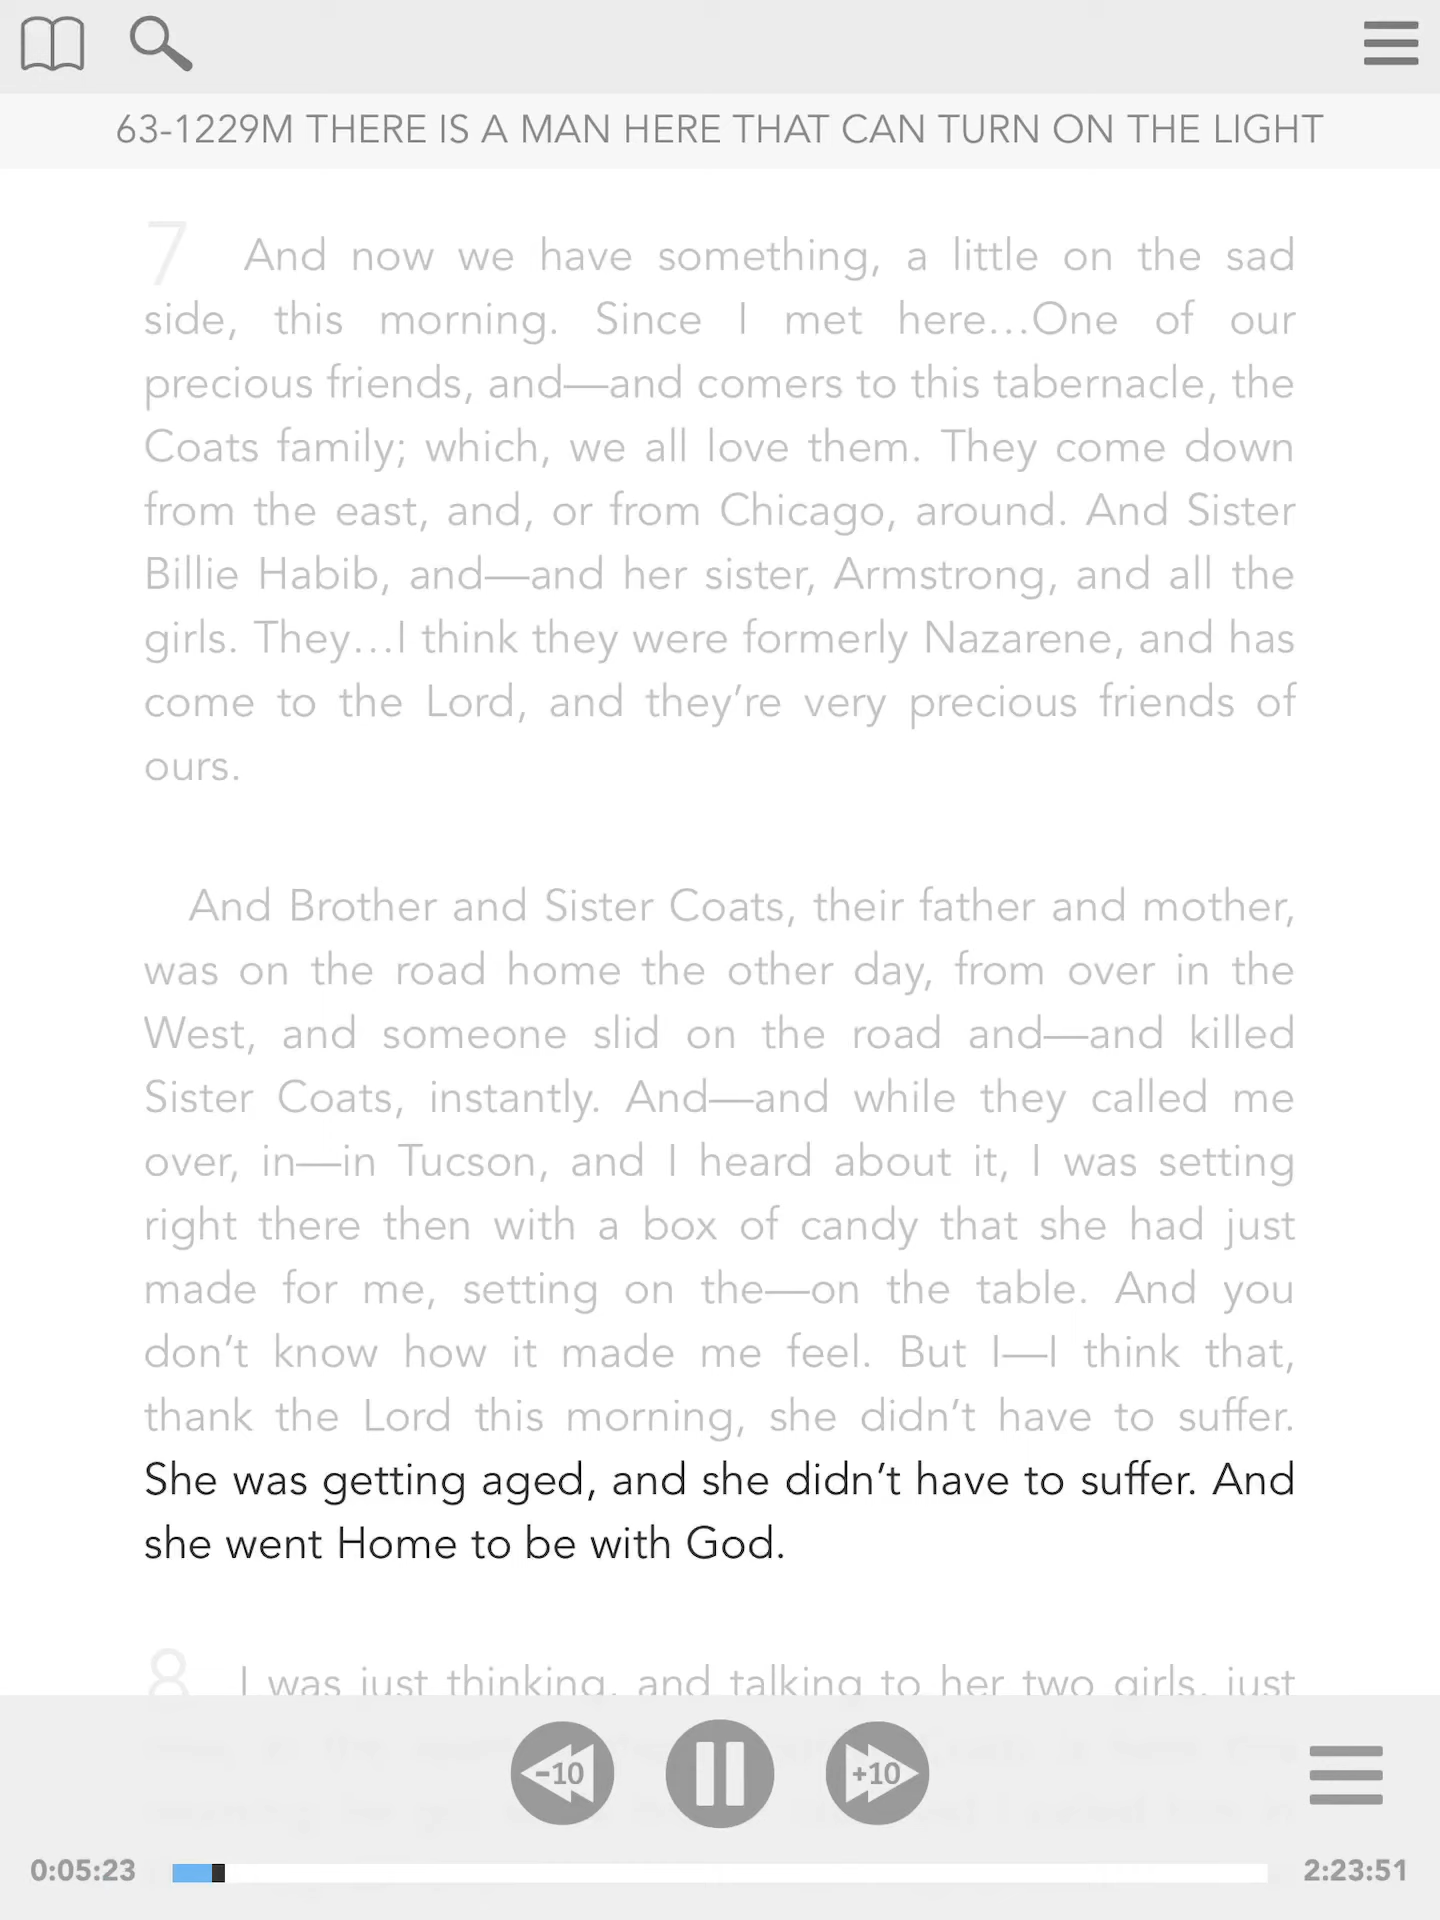 63-1229M THERE IS A MAN HERE THAT CAN TURN ON THE LIGHT
7 And now we have something, a little on the sad
side, this morning. Since I met here…One of our
precious friends, and—and comers to this tabernacle, the
Coats family; which, we all love them. They come down
from the east, and, or from Chicago, around. And Sister
Billie Habib, and—and her sister, Armstrong, and all the
girls. They…I think they were formerly Nazarene, and has
come to the Lord, and they’re very precious friends of
ours.
And Brother and Sister Coats, their father and mother,
was on the road home the other day, from over in the
West, and someone slid on the road and—and killed
Sister Coats, instantly. And—and while they called me
over, in—in Tucson, and I heard about it, I was setting
right there then with a box of candy that she had just
made for me, setting on the—on the table. And you
don’t know how it made me feel. But I—I think that,
thank the Lord this morning, she didn’t have to suffer.
She was getting aged, and she didn’t have to suffer. And
she went Home to be with God.
8 I was just thinking, and talking to her two girls, just
-10 +10
0:05:23 2:23:51